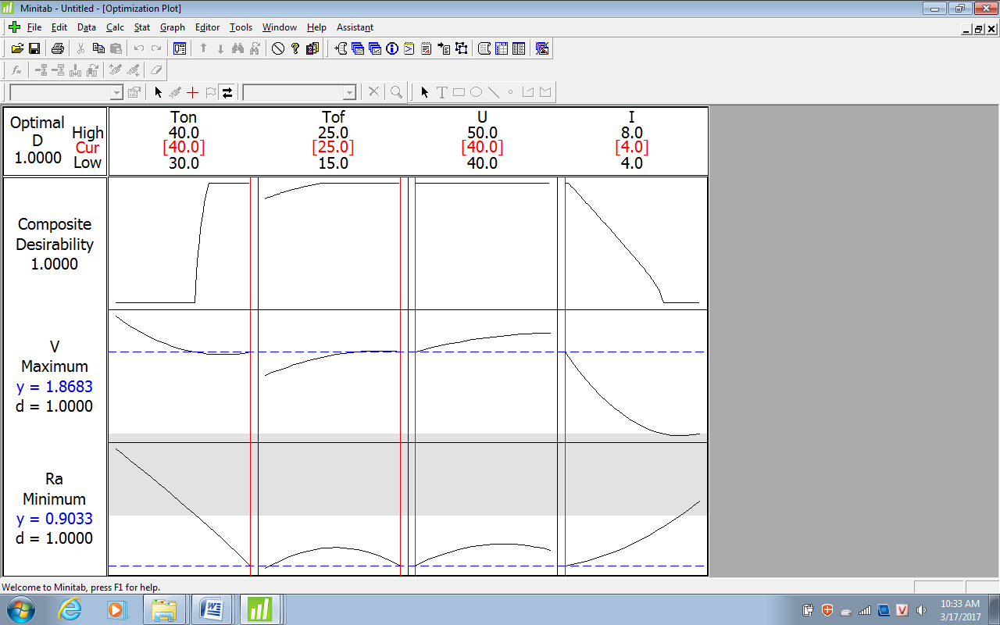 Minitab - Untitled - [Optimization Plot]
File Edit Data Calc Stat Graph Editor Tools Window Help Assistant
Optimal
D
1.0000
High
Cur
Low
Ton
40.0
[40.0]
30.0
Tof
25.0
[25.0]
15.0
U
50.0
[40.0]
40.0
I
8.0
[4.0]
4.0
Composite
Desirability
1.0000
V
Maximum
y = 1.8683
d = 1.0000
Ra
Minimum
y = 0.9033
d = 1.0000
Welcome to Minitab, press F1 for help.
10:33 AM
3/17/2017